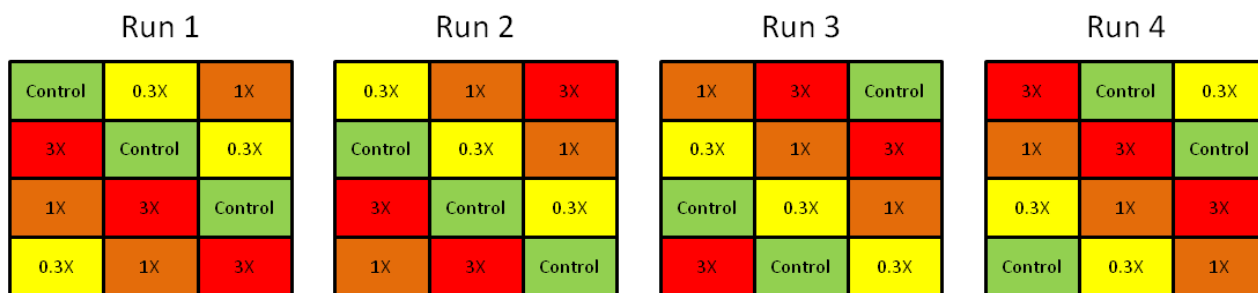 Run 1 Run 2 Run 3 Run 4
Control 0.3X 1X 0.3X 1X 3X 1X 3X Control 3X Control 0.3X
3X Control 0.3X Control 0.3X 1X 0.3X 1X 3X 1X 3X Control
1X 3X Control 3X Control 0.3X Control 0.3X 1X 0.3X 1X 3X
0.3X 1X 3X 1X 3X Control 3X Control 0.3X Control 0.3X 1X